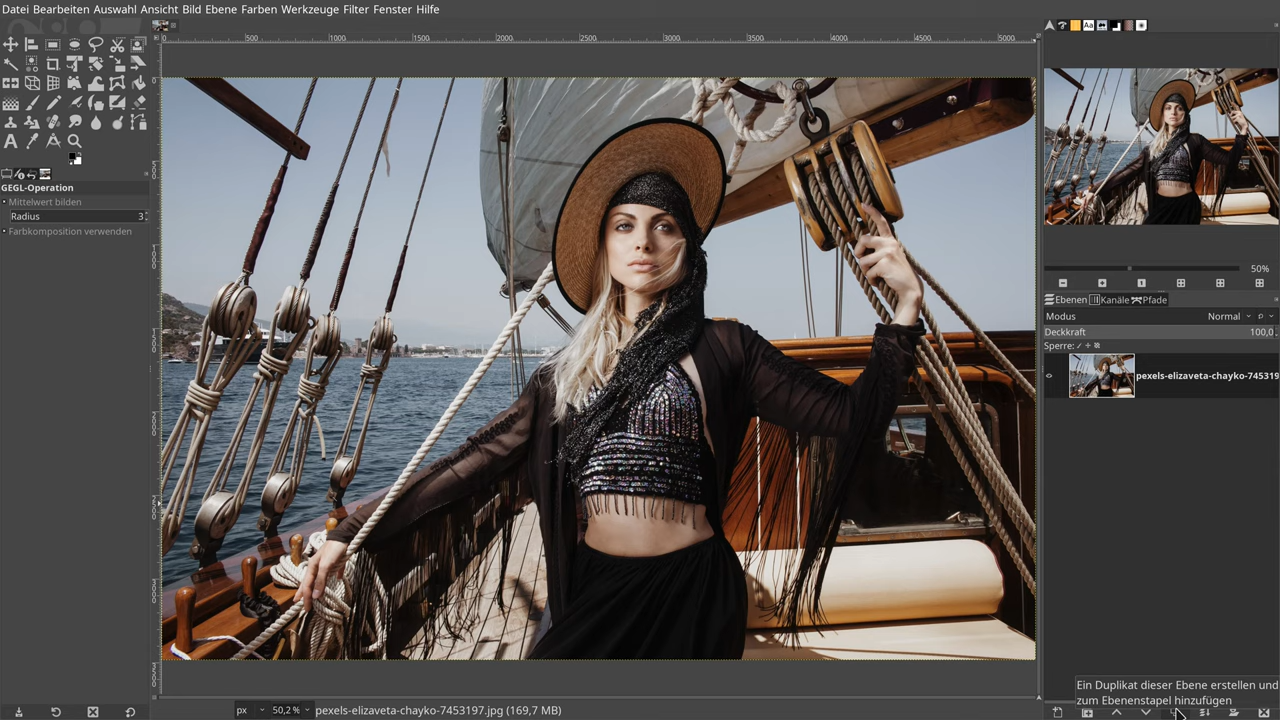 Datei Bearbeiten Auswahl Ansicht Bild Ebene Farben Werkzeuge Filter Fenster Hilfe
500 1000 1500 2000 2500 3000 3500 4000 4500 5000
GEGL-Operation
Mittelwert bilden
Radius 3
Farbkomposition verwenden
50%
Ebenen Kanäle Pfade
Modus Normal
Deckkraft 100,0
Sperre:
pexels-elizaveta-chayko-745319
Ein Duplikat dieser Ebene erstellen und
zum Ebenenstapel hinzufügen
px 50,2 % pexels-elizaveta-chayko-7453197.jpg (169,7 MB)